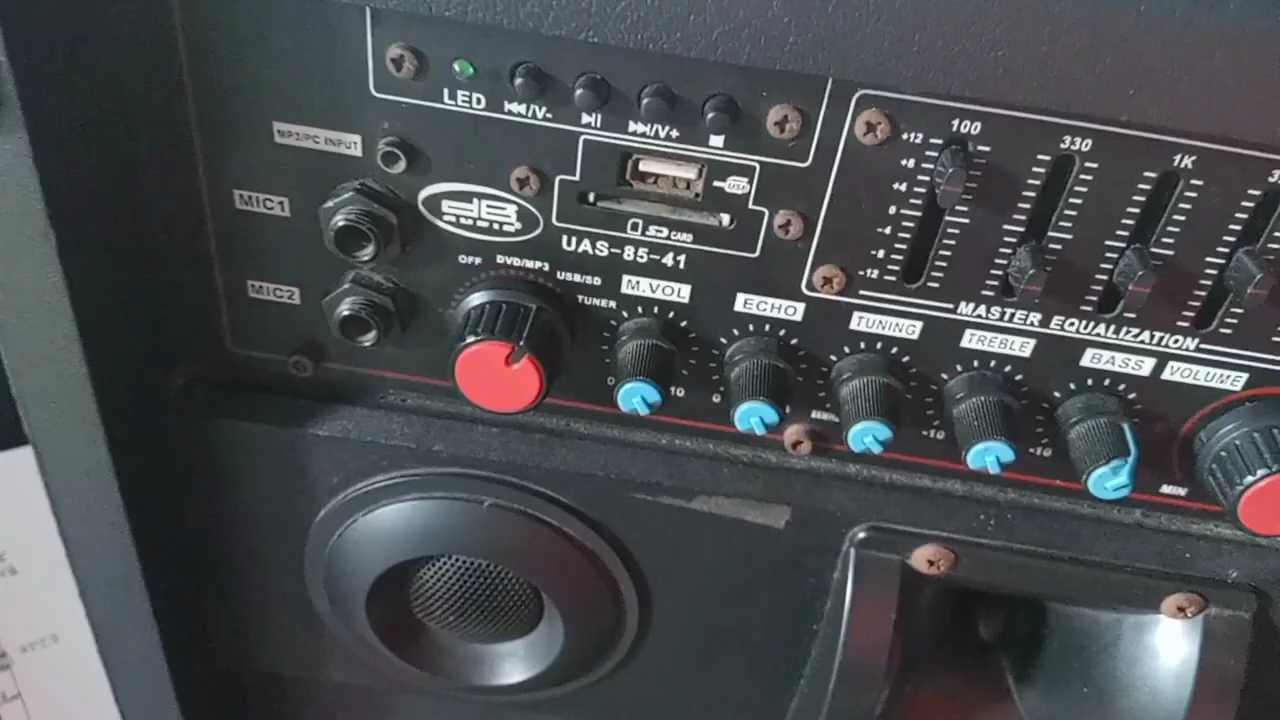 LED
⏮/V-
⏯
⏭/V+
■
MP3/PC INPUT
MIC1
MIC2
dB
AUDIO
USB
SD CARD
UAS-85-41
OFF
DVD/MP3
USB/SD
TUNER
M.VOL
0
10
ECHO
0
TUNING
TREBLE
-10
BASS
-10
VOLUME
MIN
100
330
1K
+12
+8
+4
0
-4
-8
-12
MASTER EQUALIZATION